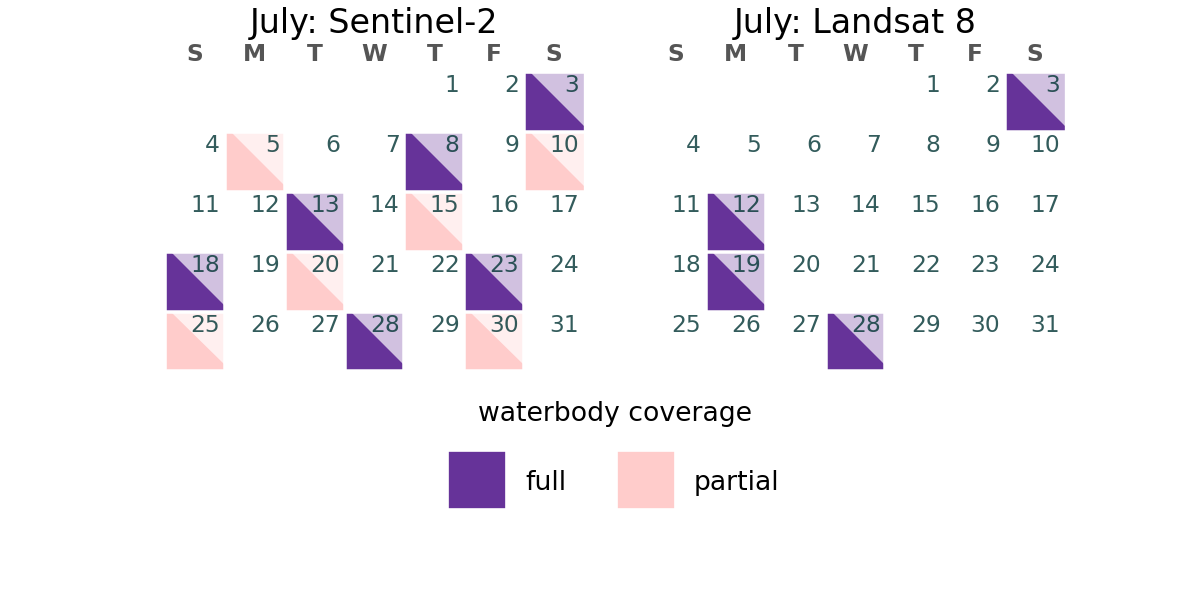 July: Sentinel-2
S M T W T F S
1 2 3
4 5 6 7 8 9 10
11 12 13 14 15 16 17
18 19 20 21 22 23 24
25 26 27 28 29 30 31
July: Landsat 8
S M T W T F S
1 2 3
4 5 6 7 8 9 10
11 12 13 14 15 16 17
18 19 20 21 22 23 24
25 26 27 28 29 30 31
waterbody coverage
full partial